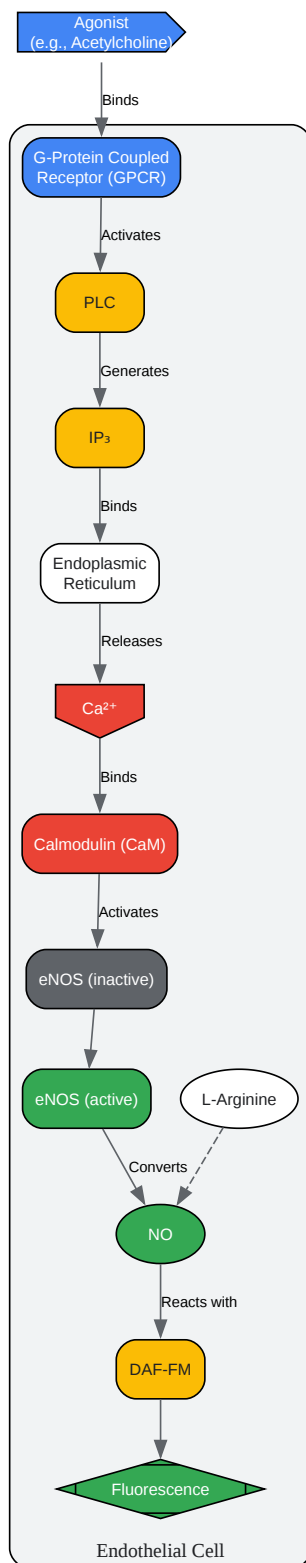 Agonist
(e.g., Acetylcholine)
Binds
G-Protein Coupled
Receptor (GPCR)
Activates
PLC
Generates
IP₃
Binds
Endoplasmic
Reticulum
Releases
Ca²⁺
Binds
Calmodulin (CaM)
Activates
eNOS (inactive)
eNOS (active)
L-Arginine
Converts
NO
Reacts with
DAF-FM
Fluorescence
Endothelial Cell